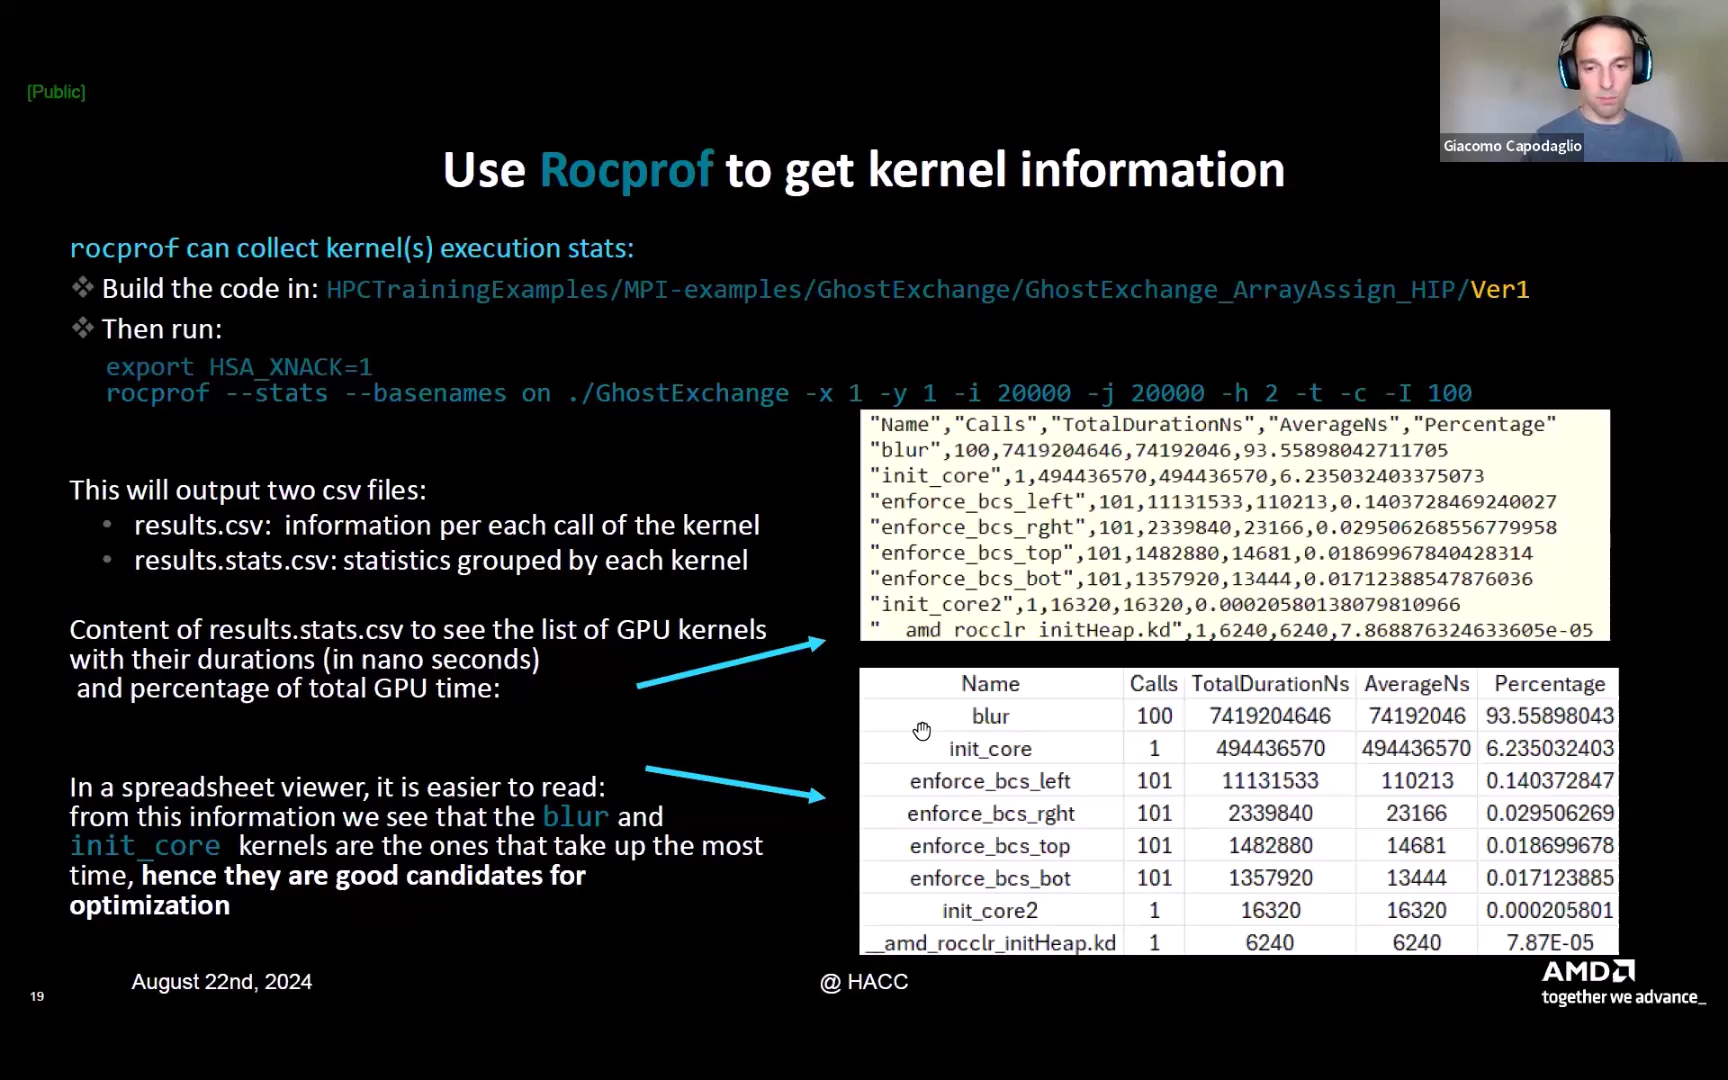 [Public]
Giacomo Capodaglio
Use Rocprof to get kernel information
rocprof can collect kernel(s) execution stats:
❖ Build the code in: HPCTrainingExamples/MPI-examples/GhostExchange/GhostExchange_ArrayAssign_HIP/Ver1
❖ Then run:
export HSA_XNACK=1
rocprof --stats --basenames on ./GhostExchange -x 1 -y 1 -i 20000 -j 20000 -h 2 -t -c -I 100
This will output two csv files:
• results.csv: information per each call of the kernel
• results.stats.csv: statistics grouped by each kernel
Content of results.stats.csv to see the list of GPU kernels
with their durations (in nano seconds)
and percentage of total GPU time:
In a spreadsheet viewer, it is easier to read:
from this information we see that the blur and
init_core kernels are the ones that take up the most
time, hence they are good candidates for
optimization
"Name","Calls","TotalDurationNs","AverageNs","Percentage"
"blur",100,7419204646,74192046,93.55898042711705
"init_core",1,494436570,494436570,6.235032403375073
"enforce_bcs_left",101,11131533,110213,0.1403728469240027
"enforce_bcs_rght",101,2339840,23166,0.029506268556779958
"enforce_bcs_top",101,1482880,14681,0.01869967840428314
"enforce_bcs_bot",101,1357920,13444,0.01712388547876036
"init_core2",1,16320,16320,0.00020580138079810966
"__amd_rocclr_initHeap.kd",1,6240,6240,7.868876324633605e-05
Name Calls TotalDurationNs AverageNs Percentage
blur 100 7419204646 74192046 93.55898043
init_core 1 494436570 494436570 6.235032403
enforce_bcs_left 101 11131533 110213 0.140372847
enforce_bcs_rght 101 2339840 23166 0.029506269
enforce_bcs_top 101 1482880 14681 0.018699678
enforce_bcs_bot 101 1357920 13444 0.017123885
init_core2 1 16320 16320 0.000205801
__amd_rocclr_initHeap.kd 1 6240 6240 7.87E-05
19
August 22nd, 2024
@ HACC
AMD
together we advance_